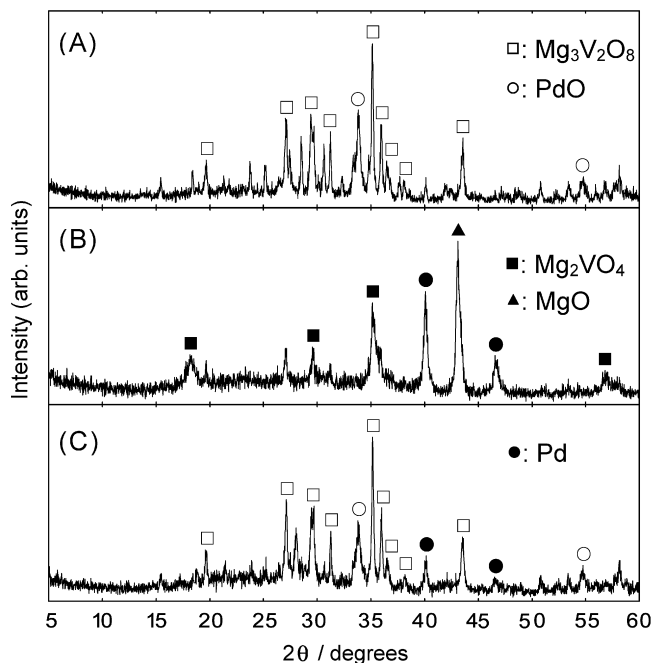 (A)
□: Mg₃V₂O₈
○: PdO
(B)
■: Mg₂VO₄
▲: MgO
(C)
●: Pd
Intensity (arb. units)
5 10 15 20 25 30 35 40 45 50 55 60
2θ / degrees